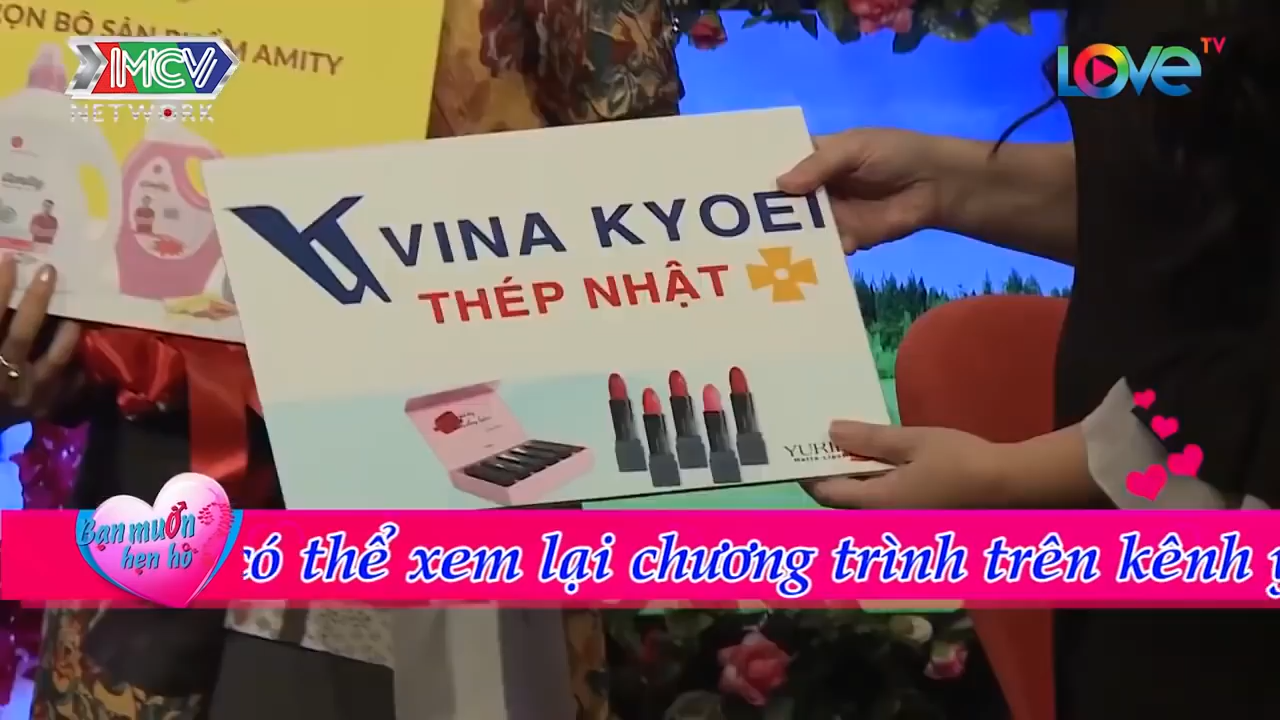 ỌN BỘ SẢN PHẨM AMITY
MCV
NETWORK
LOVE TV
VINA KYOEI
THÉP NHẬT
YURI
Bạn muốn
hẹn hò
có thể xem lại chương trình trên kênh